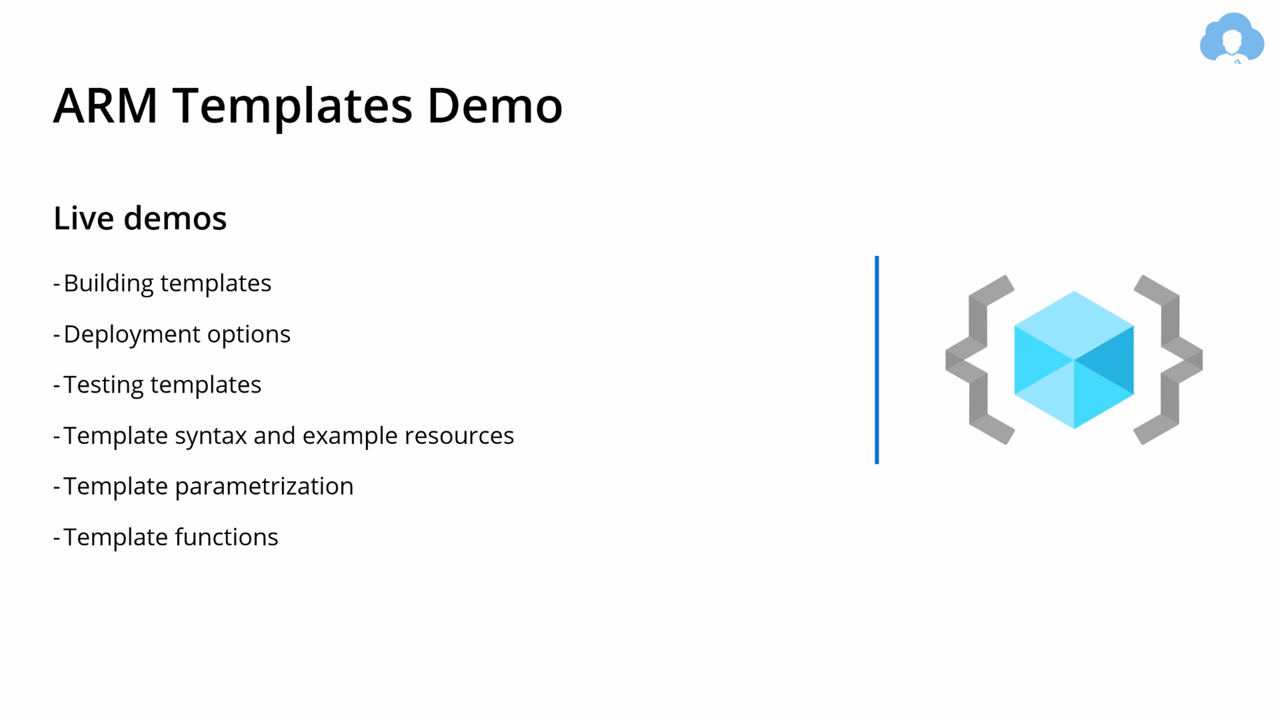 ARM Templates Demo
Live demos
-Building templates
-Deployment options
-Testing templates
-Template syntax and example resources
-Template parametrization
-Template functions